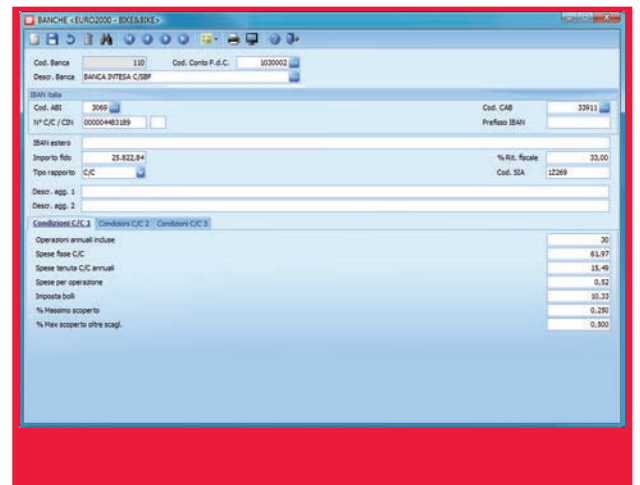 BANCHE <EURO2000 - BIKE&BIKE>
Cod. Banca 110 Cod. Conto P.d.C. 1030002
Descr. Banca BANCA INTESA C/SBF
IBAN Italia
Cod. ABI 3069 Cod. CAB 33911
N° C/C / CIN 000004483189 Prefisso IBAN
IBAN estero
Importo fido 25.822,84 % Rit. fiscale 33,00
Tipo rapporto C/C Cod. SIA 1Z269
Descr. agg. 1
Descr. agg. 2
Condizioni C/C 1 Condizioni C/C 2 Condizioni C/C 3
Operazioni annuali incluse 30
Spese fisse C/C 61,97
Spese tenuta C/C annuali 15,49
Spese per operazione 0,52
Imposta bolli 10,33
% Massimo scoperto 0,250
% Max scoperto oltre scagl. 0,500